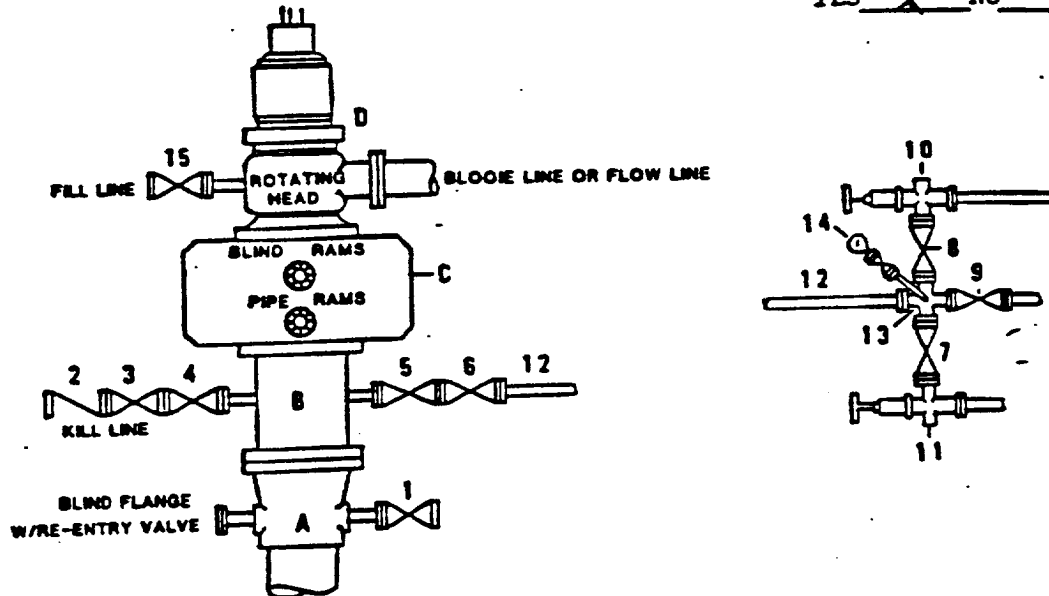 D
15
FILL LINE
ROTATING
HEAD
BLOOIE LINE OR FLOW LINE
BLIND RAMS
C
PIPE RAMS
2 3 4
B
5 6 12
KILL LINE
BLIND FLANGE
W/RE-ENTRY VALVE
A
1
10
14
8
12
9
13
7
11